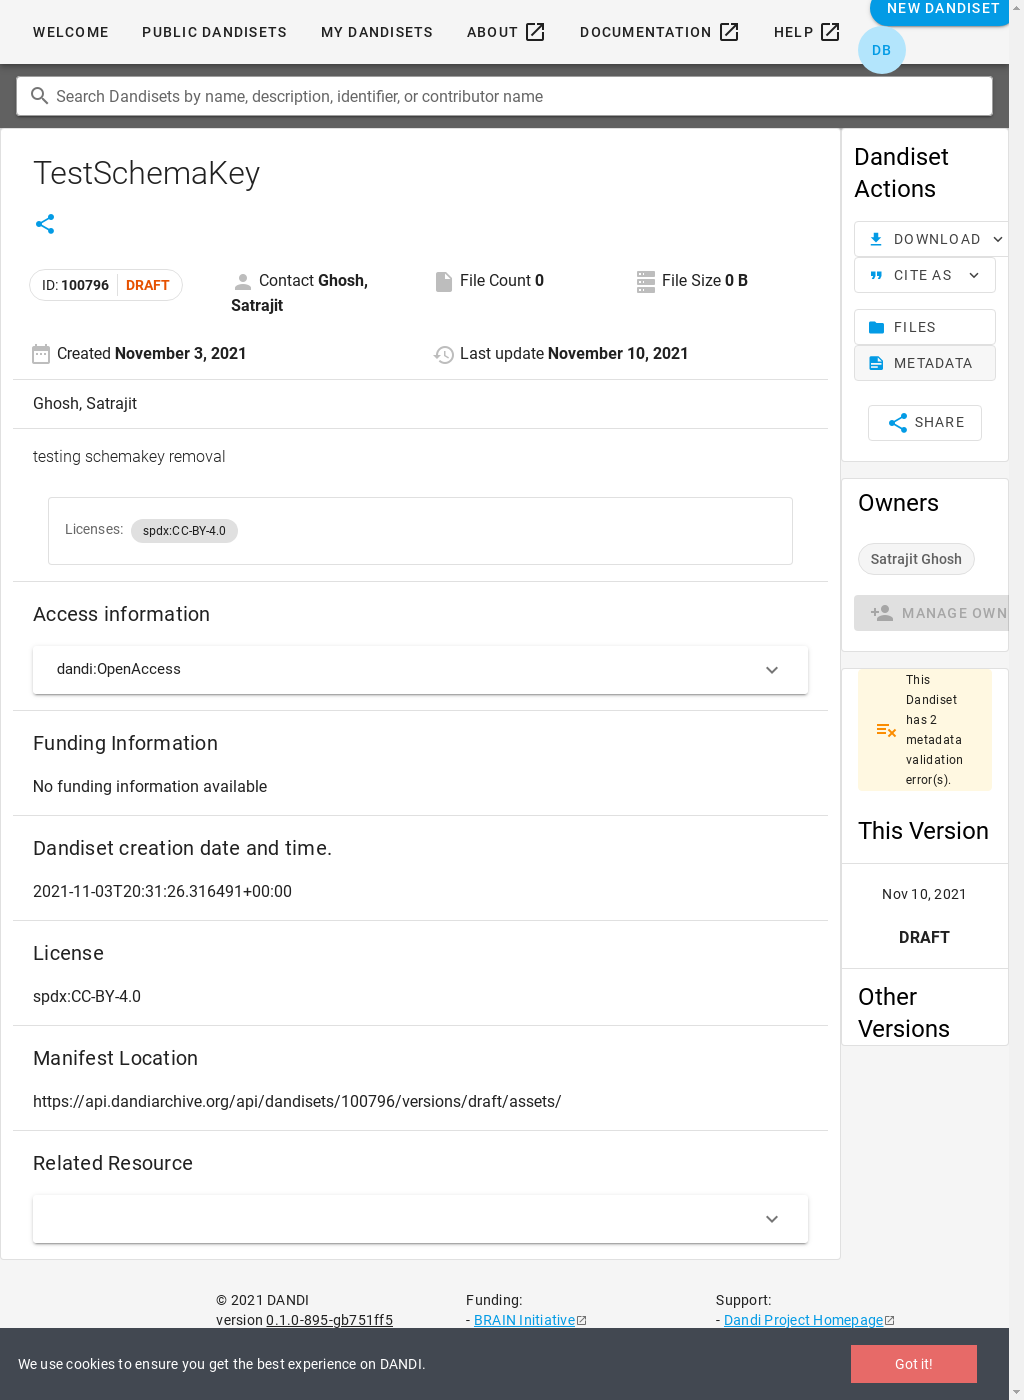 WELCOME PUBLIC DANDISETS MY DANDISETS ABOUT DOCUMENTATION HELP NEW DANDISET
DB
Search Dandisets by name, description, identifier, or contributor name
TestSchemaKey
ID: 100796 DRAFT
Contact Ghosh, Satrajit
File Count 0
File Size 0 B
Created November 3, 2021
Last update November 10, 2021
Ghosh, Satrajit
testing schemakey removal
Licenses: spdx:CC-BY-4.0
Access information
dandi:OpenAccess
Funding Information
No funding information available
Dandiset creation date and time.
2021-11-03T20:31:26.316491+00:00
License
spdx:CC-BY-4.0
Manifest Location
https://api.dandiarchive.org/api/dandisets/100796/versions/draft/assets/
Related Resource
Dandiset
Actions
DOWNLOAD
CITE AS
FILES
METADATA
SHARE
Owners
Satrajit Ghosh
MANAGE OWN
This
Dandiset
has 2
metadata
validation
error(s).
This Version
Nov 10, 2021
DRAFT
Other
Versions
© 2021 DANDI
version 0.1.0-895-gb751ff5
Funding:
- BRAIN Initiative
Support:
- Dandi Project Homepage
We use cookies to ensure you get the best experience on DANDI.
Got it!